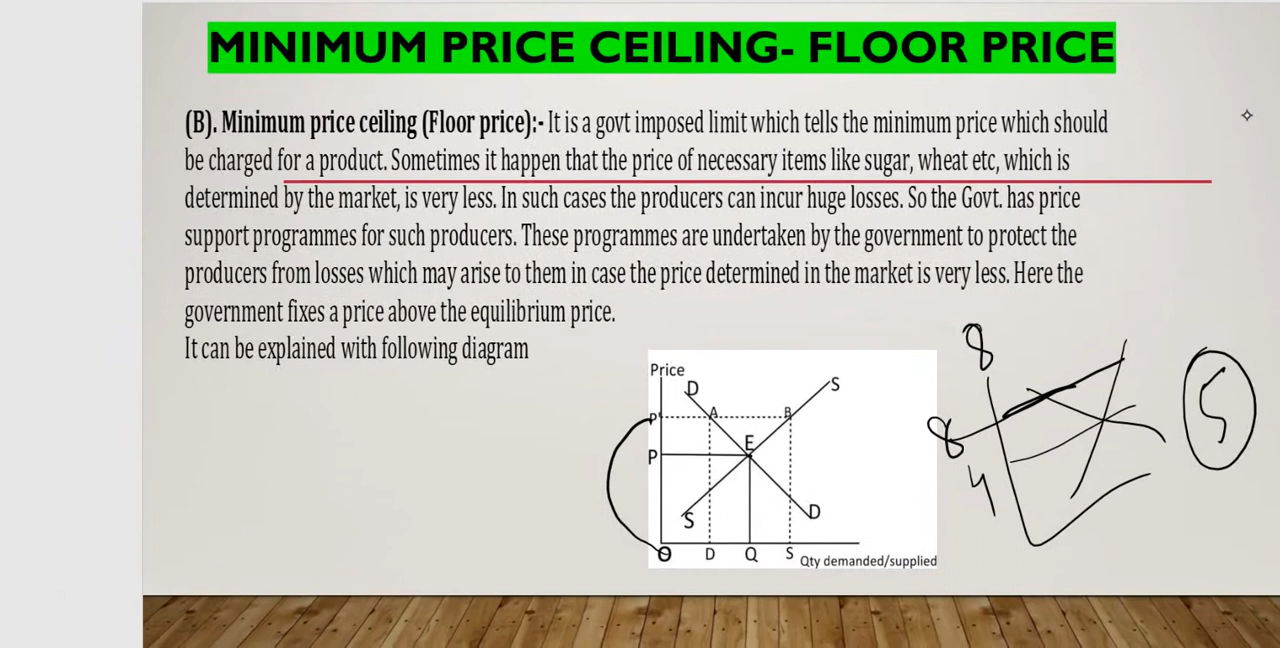 MINIMUM PRICE CEILING- FLOOR PRICE
(B). Minimum price ceiling (Floor price):- It is a govt imposed limit which tells the minimum price which should
be charged for a product. Sometimes it happen that the price of necessary items like sugar, wheat etc, which is
determined by the market, is very less. In such cases the producers can incur huge losses. So the Govt. has price
support programmes for such producers. These programmes are undertaken by the government to protect the
producers from losses which may arise to them in case the price determined in the market is very less. Here the
government fixes a price above the equilibrium price.
It can be explained with following diagram
Price
D
S
P'
A
B
E
P
S
D
O
D
Q
S
Qty demanded/supplied
8
8
4
5